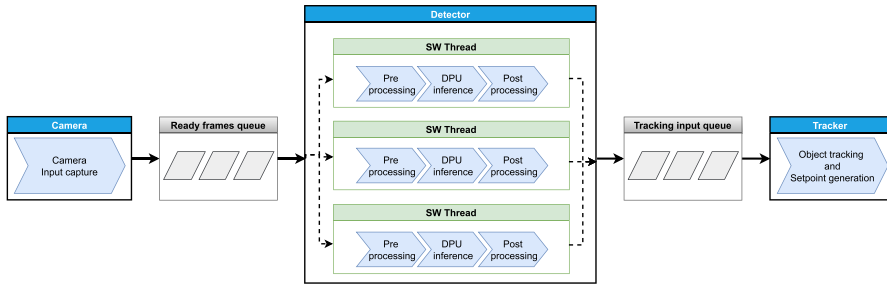 Detector
SW Thread
Pre
processing
DPU
inference
Post
processing
Camera
Camera
Input capture
Ready frames queue
SW Thread
Pre
processing
DPU
inference
Post
processing
Tracking input queue
Tracker
Object tracking
and
Setpoint generation
SW Thread
Pre
processing
DPU
inference
Post
processing